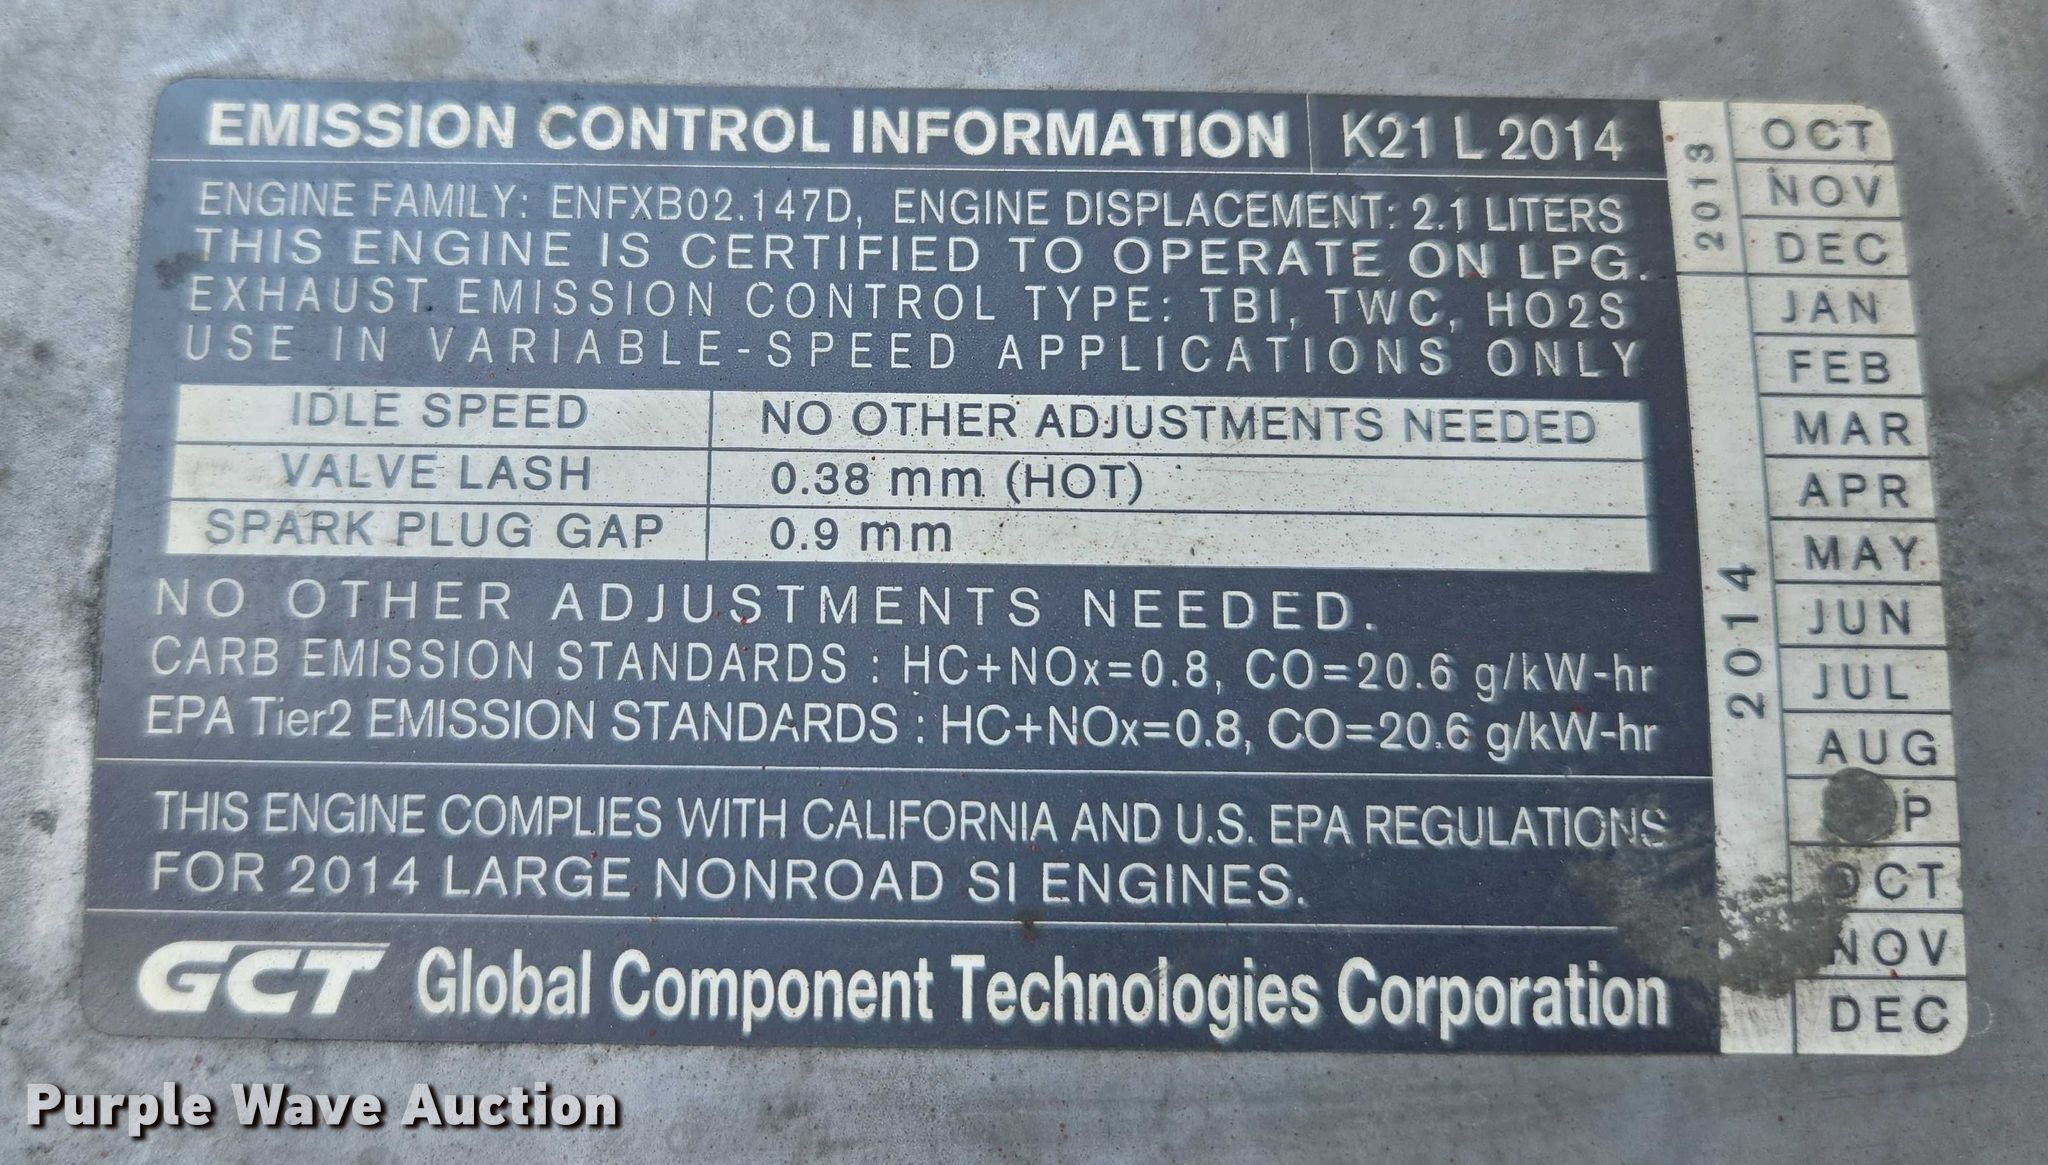 EMISSION CONTROL INFORMATION K21 L 2014
ENGINE FAMILY: ENFXB02.147D, ENGINE DISPLACEMENT: 2.1 LITERS
THIS ENGINE IS CERTIFIED TO OPERATE ON LPG.
EXHAUST EMISSION CONTROL TYPE: TBI, TWC, HO2S
USE IN VARIABLE-SPEED APPLICATIONS ONLY
IDLE SPEED NO OTHER ADJUSTMENTS NEEDED
VALVE LASH 0.38 mm (HOT)
SPARK PLUG GAP 0.9 mm
NO OTHER ADJUSTMENTS NEEDED.
CARB EMISSION STANDARDS : HC+NOx=0.8, CO=20.6 g/kW-hr
EPA Tier2 EMISSION STANDARDS : HC+NOx=0.8, CO=20.6 g/kW-hr
THIS ENGINE COMPLIES WITH CALIFORNIA AND U.S. EPA REGULATIONS
FOR 2014 LARGE NONROAD SI ENGINES.
GCT Global Component Technologies Corporation
2013
OCT
NOV
DEC
2014
JAN
FEB
MAR
APR
MAY
JUN
JUL
AUG
P
OCT
NOV
DEC
Purple Wave Auction